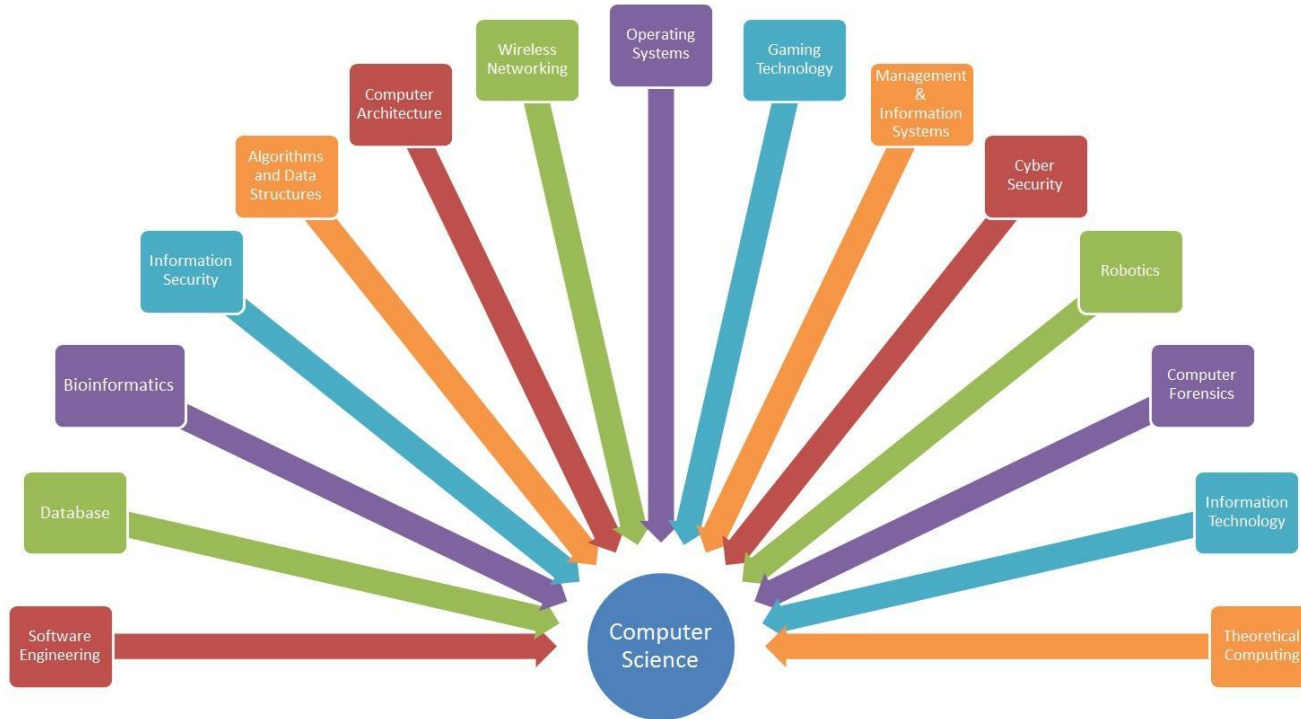 Software
Engineering
Database
Bioinformatics
Information
Security
Algorithms
and Data
Structures
Computer
Architecture
Wireless
Networking
Operating
Systems
Gaming
Technology
Management
&
Information
Systems
Cyber
Security
Robotics
Computer
Forensics
Information
Technology
Theoretical
Computing
Computer
Science